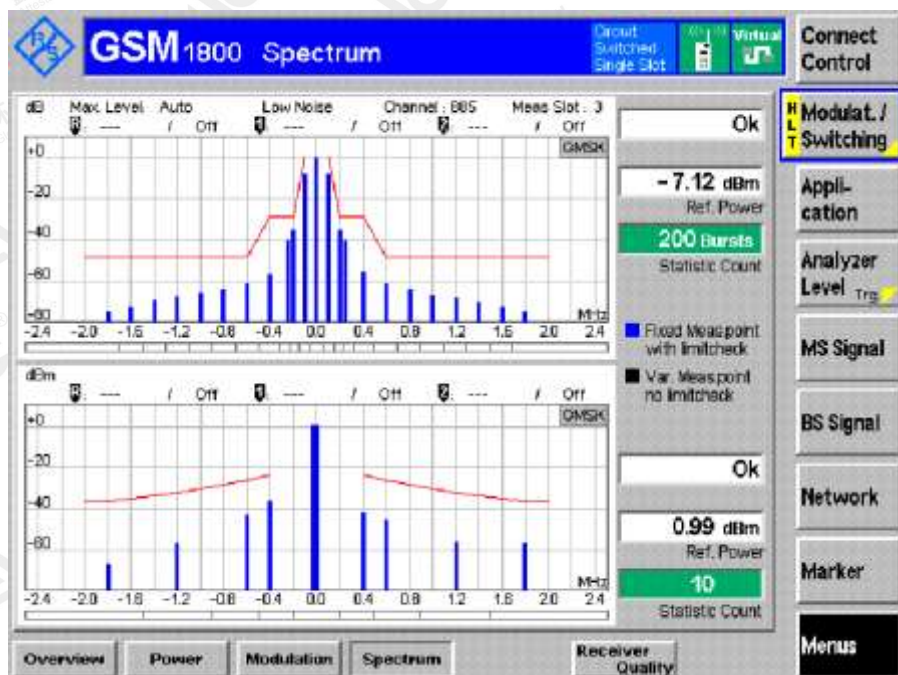 R&S
GSM 1800 Spectrum
Circuit Switched Single Slot
Virtual
Connect Control
dB Max. Level Auto Low Noise Channel : 885 Meas Slot : 3
--- / Off --- / Off --- / Off
GMSK
+0
-20
-40
-60
-80
MHz
-2.4 -2.0 -1.6 -1.2 -0.8 -0.4 0.0 0.4 0.8 1.2 1.6 2.0 2.4
Ok
- 7.12 dBm
Ref. Power
200 Bursts
Statistic Count
Fixed Meas.point
with limitcheck
Var. Meas.point
no limitcheck
dBm
--- / Off --- / Off --- / Off
GMSK
+0
-20
-40
-60
MHz
-2.4 -2.0 -1.6 -1.2 -0.8 -0.4 0.0 0.4 0.8 1.2 1.6 2.0 2.4
Ok
0.99 dBm
Ref. Power
10
Statistic Count
HLT
Modulat. / Switching
Appli-
cation
Analyzer
Level Trg.
MS Signal
BS Signal
Network
Marker
Menus
Overview Power Modulation Spectrum Receiver Quality